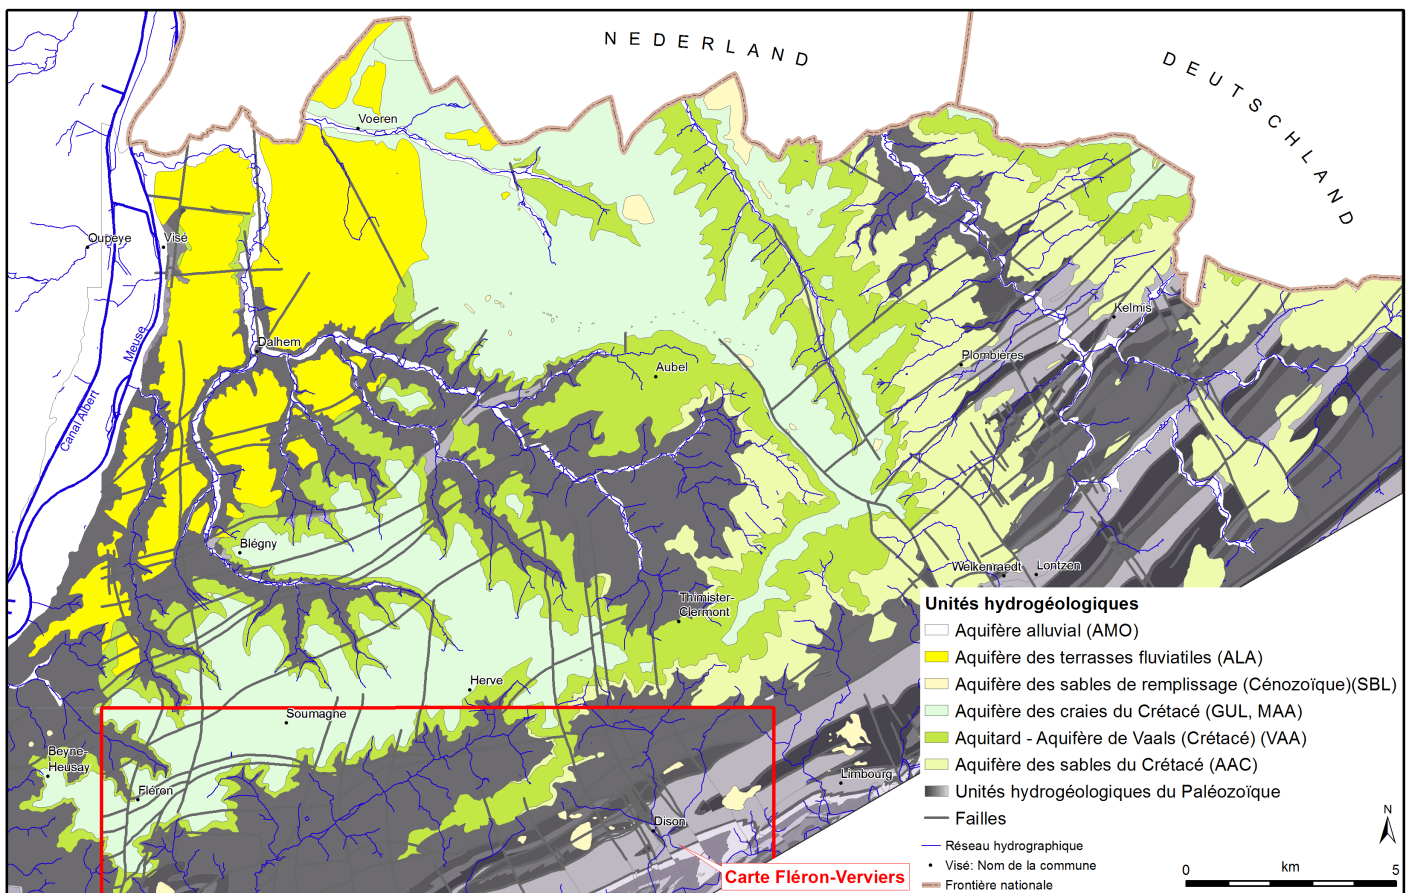 NEDERLAND
DEUTSCHLAND
Voeren
Oupeye
Visé
Kelmis
Meuse
Dalhem
Plombières
Aubel
Canal Albert
Blégny
Welkenraedt
Lontzen
Thimister-
Clermont
Herve
Soumagne
Beyne-
Heusay
Fléron
Limbourg
Dison
Carte Fléron-Verviers
Unités hydrogéologiques
Aquifère alluvial (AMO)
Aquifère des terrasses fluviatiles (ALA)
Aquifère des sables de remplissage (Cénozoïque)(SBL)
Aquifère des craies du Crétacé (GUL, MAA)
Aquitard - Aquifère de Vaals (Crétacé) (VAA)
Aquifère des sables du Crétacé (AAC)
Unités hydrogéologiques du Paléozoïque
Failles
Réseau hydrographique
Visé: Nom de la commune
Frontière nationale
N
km
0 5